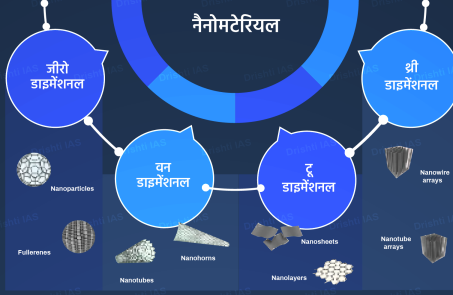 नैनोमटेरियल
जीरो
डाइमेंशनल
थ्री
डाइमेंशनल
वन
डाइमेंशनल
टू
डाइमेंशनल
Nanoparticles
Fullerenes
Nanotubes
Nanohorns
Nanosheets
Nanolayers
Nanowire
arrays
Nanotube
arrays